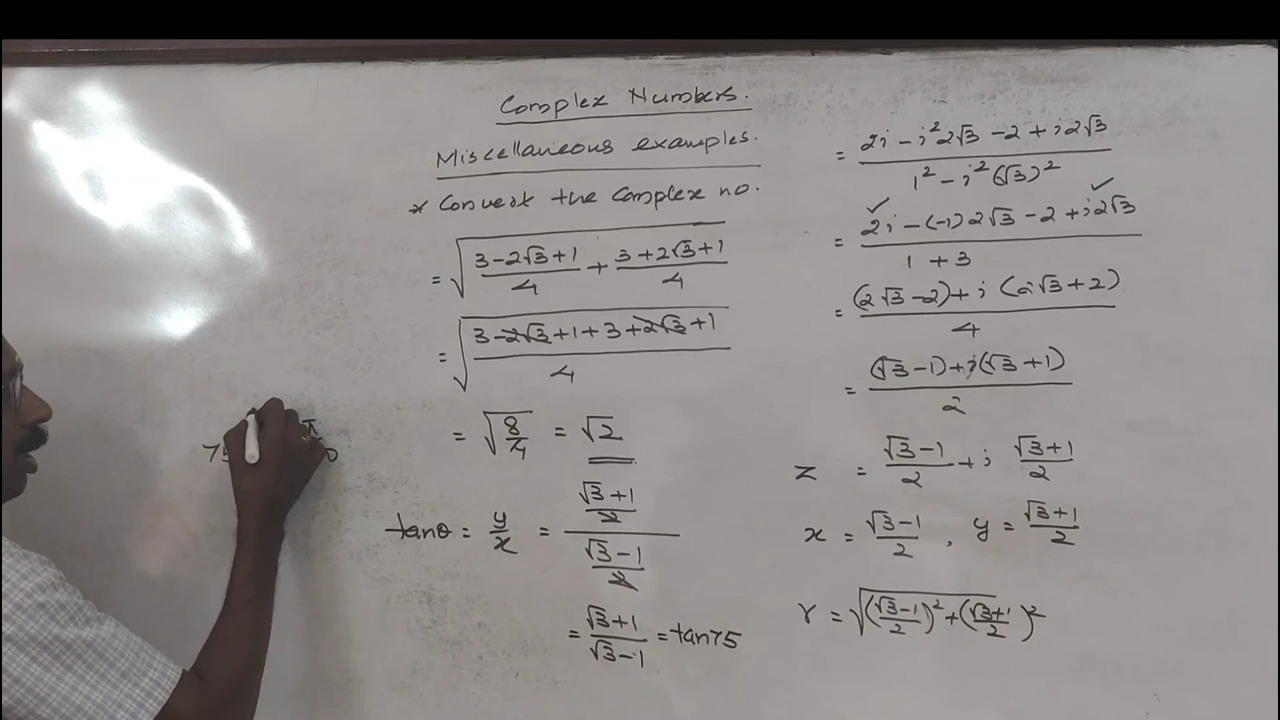 Complex Numbers.
Miscellaneous examples.
* Convert the Complex no.
= √((3-2√3+1)/4 + (3+2√3+1)/4)
= √((3-2√3+1+3+2√3+1)/4)
= √(8/4) = √2
tanθ = y/x = ((√3+1)/2)/((√3-1)/2)
= (√3+1)/(√3-1) = tan75
= (2i - i²2√3 - 2 + i2√3)/(1² - i²(√3)²)
= (2i - (-1)2√3 - 2 + i2√3)/(1+3)
= ((2√3-2) + i(2√3+2))/4
= ((√3-1)+i(√3+1))/2
z = (√3-1)/2 + i (√3+1)/2
x = (√3-1)/2, y = (√3+1)/2
r = √(((√3-1)/2)² + ((√3+1)/2)²)